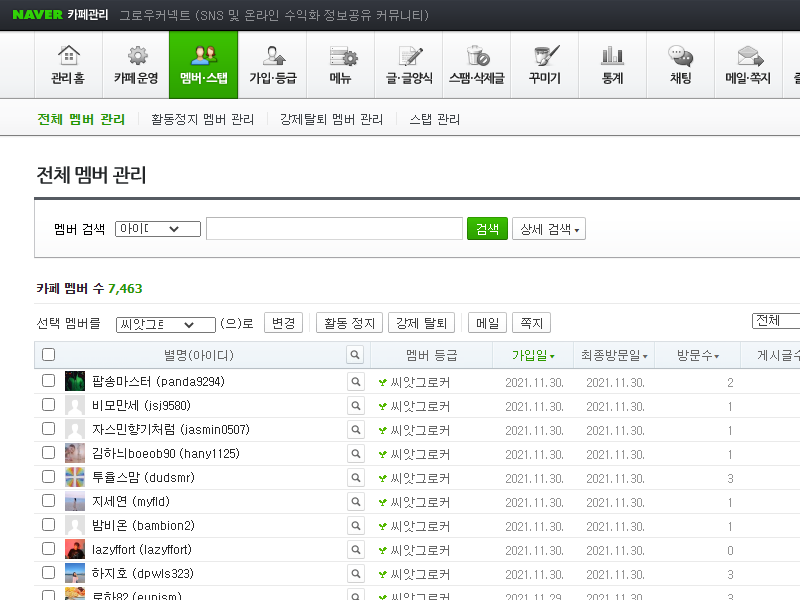 NAVER 카페관리 그로우커넥트 (SNS 및 온라인 수익화 정보공유 커뮤니티)
관리 홈 카페 운영 멤버·스탭 가입·등급 메뉴 글·글양식 스팸·삭제글 꾸미기 통계 채팅 메일·쪽지
전체 멤버 관리 활동정지 멤버 관리 강제탈퇴 멤버 관리 스탭 관리
전체 멤버 관리
멤버 검색 검색 상세 검색
카페 멤버 수 7,463
선택 멤버를 씨앗그 (으)로 변경 활동 정지 강제 탈퇴 메일 쪽지 전체
별명(아이디) 멤버 등급 가입일 최종방문일 방문수 게시글수
팝송마스터 (panda9294) 씨앗그로커 2021.11.30. 2021.11.30. 2
비모만세 (jsj9580) 씨앗그로커 2021.11.30. 2021.11.30. 1
자스민향기처럼 (jasmin0507) 씨앗그로커 2021.11.30. 2021.11.30. 1
김하늬boeob90 (hany1125) 씨앗그로커 2021.11.30. 2021.11.30. 1
투율스맘 (dudsmr) 씨앗그로커 2021.11.30. 2021.11.30. 3
지세연 (myfld) 씨앗그로커 2021.11.30. 2021.11.30. 1
밤비온 (bambion2) 씨앗그로커 2021.11.30. 2021.11.30. 1
lazyffort (lazyffort) 씨앗그로커 2021.11.30. 2021.11.30. 0
하지호 (dpwls323) 씨앗그로커 2021.11.30. 2021.11.30. 3
로하82 (eunism) 씨앗그로커 2021.11.29. 2021.11.30. 3